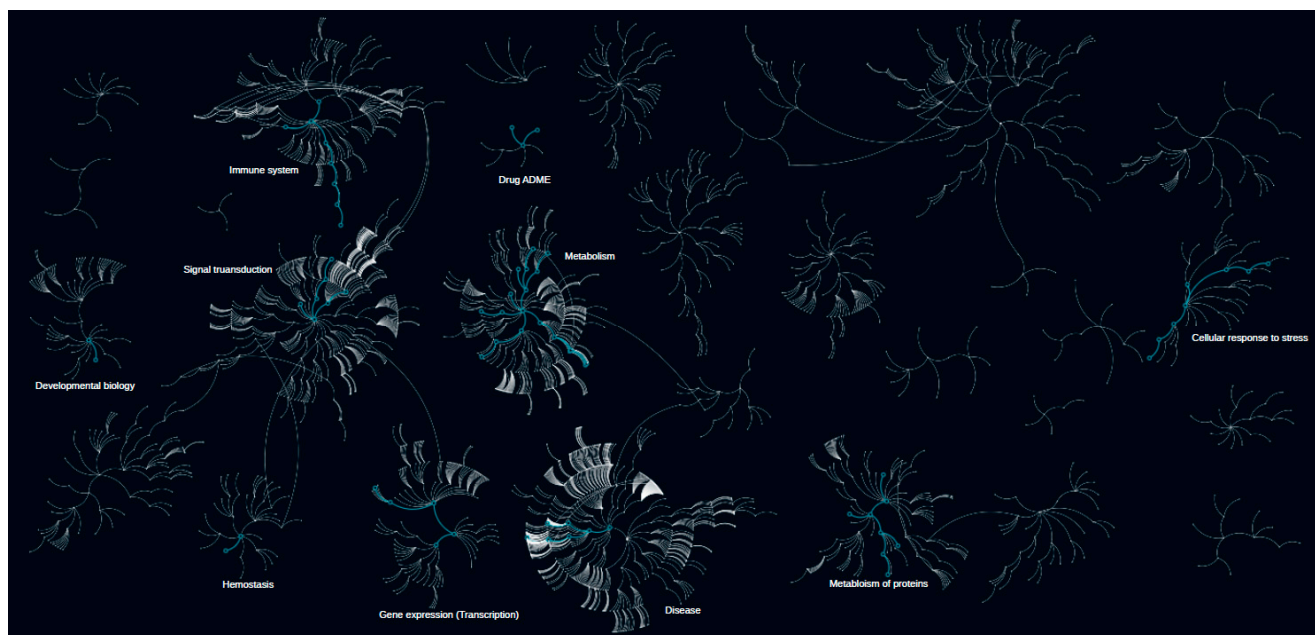 Immune system
Drug ADME
Signal truansduction
Metabolism
Cellular response to stress
Developmental biology
Hemostasis
Metabloism of proteins
Gene expression (Transcription)
Disease